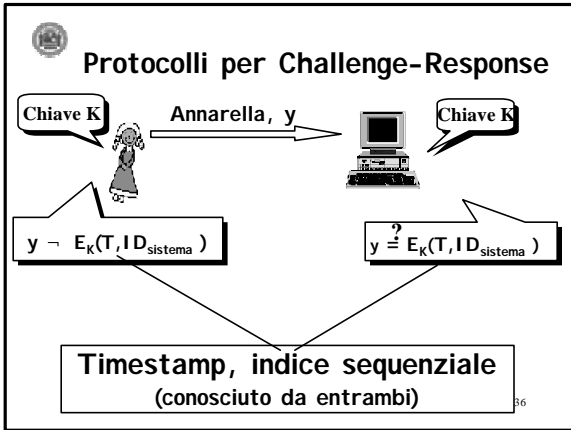 Protocolli per Challenge-Response
Chiave K
Annarella, y
Chiave K
y ¬ E_K(T,ID_sistema )
y =? E_K(T,ID_sistema )
Timestamp, indice sequenziale
(conosciuto da entrambi)
36